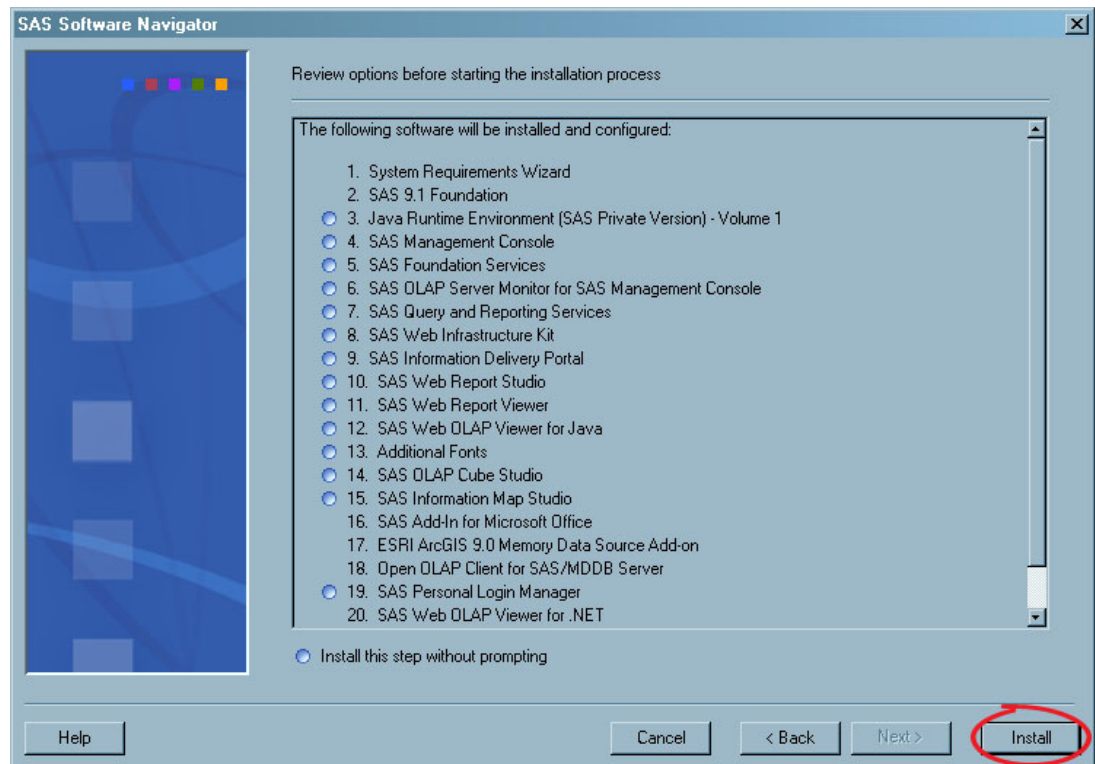 SAS Software Navigator
Review options before starting the installation process
The following software will be installed and configured:
1. System Requirements Wizard
2. SAS 9.1 Foundation
3. Java Runtime Environment (SAS Private Version) - Volume 1
4. SAS Management Console
5. SAS Foundation Services
6. SAS OLAP Server Monitor for SAS Management Console
7. SAS Query and Reporting Services
8. SAS Web Infrastructure Kit
9. SAS Information Delivery Portal
10. SAS Web Report Studio
11. SAS Web Report Viewer
12. SAS Web OLAP Viewer for Java
13. Additional Fonts
14. SAS OLAP Cube Studio
15. SAS Information Map Studio
16. SAS Add-In for Microsoft Office
17. ESRI ArcGIS 9.0 Memory Data Source Add-on
18. Open OLAP Client for SAS/MDDB Server
19. SAS Personal Login Manager
20. SAS Web OLAP Viewer for .NET
Install this step without prompting
Help Cancel < Back Next > Install